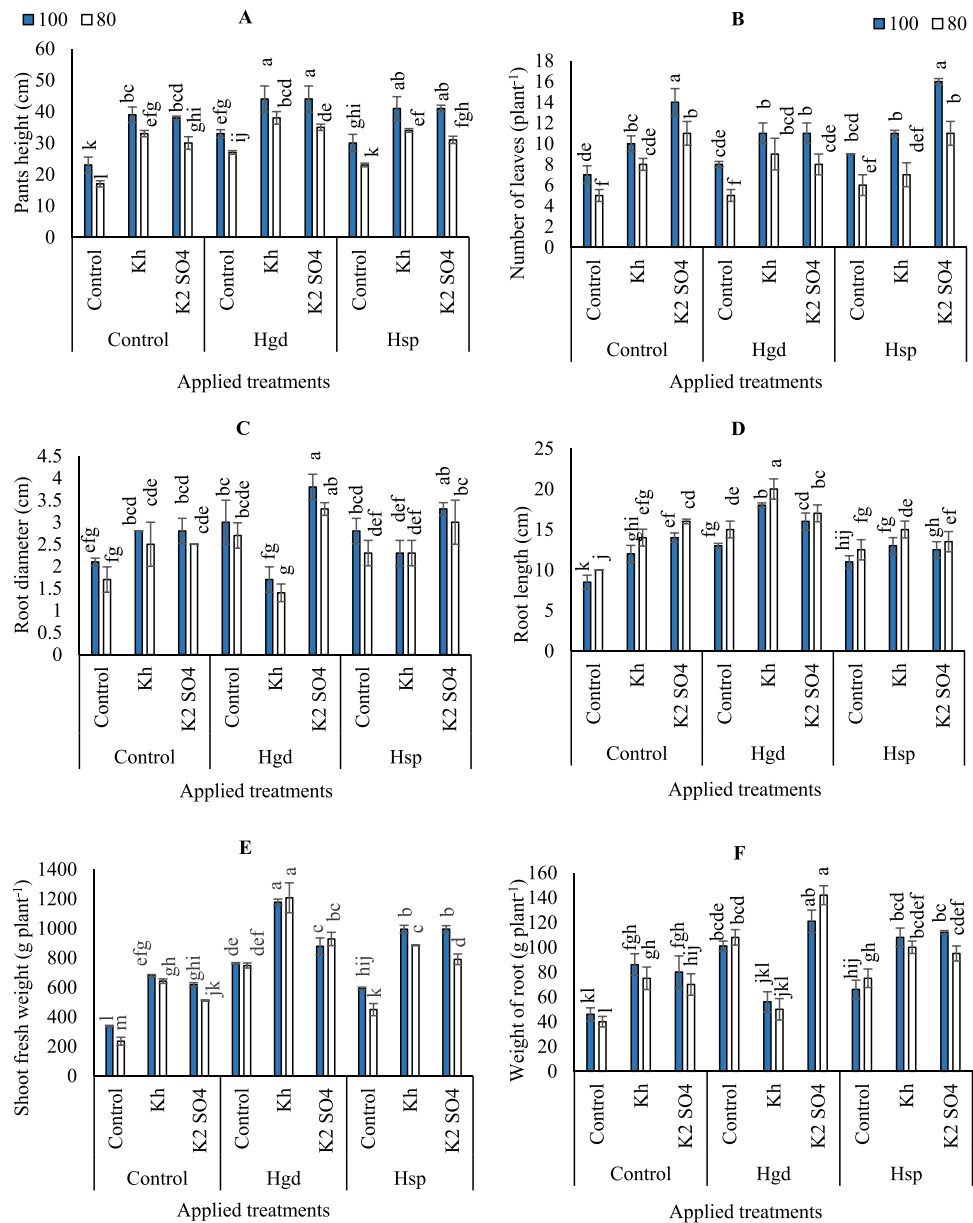 100 80
A
60
50
40
30
20
10
0
Pants height (cm)
k l bc efg bcd ghi efg ij a bcd a de ghi k ab ef ab fgh
Control Kh K2 SO4 Control Kh K2 SO4 Control Kh K2 SO4
Control Hgd Hsp
Applied treatments
B
100 80
18
16
14
12
10
8
6
4
2
0
Number of leaves (plant-1)
de f bc cde a b cde f b bcd b cde bcd ef b def a b
Control Kh K2 SO4 Control Kh K2 SO4 Control Kh K2 SO4
Control Hgd Hsp
Applied treatments
C
4.5
4
3.5
3
2.5
2
1.5
1
0.5
0
Root diameter (cm)
efg fg bcd cde bcd cde bc bcde fg g a ab bcd def def def ab bc
Control Kh K2 SO4 Control Kh K2 SO4 Control Kh K2 SO4
Control Hgd Hsp
Applied treatments
D
25
20
15
10
5
0
Root length (cm)
k j ghi efg ef cd fg de b a cd bc hij fg fg de gh ef
Control Kh K2 SO4 Control Kh K2 SO4 Control Kh K2 SO4
Control Hgd Hsp
Applied treatments
E
1400
1200
1000
800
600
400
200
0
Shoot fresh weight (g plant-1)
l m efg gh ghi jk de def a a c bc hij k b c b d
Control Kh K2 SO4 Control Kh K2 SO4 Control Kh K2 SO4
Control Hgd Hsp
Applied treatments
F
160
140
120
100
80
60
40
20
0
Weight of root (g plant-1)
kl l fgh gh fgh hij bcde bcd jkl jkl ab a hij gh bcd bcdef bc cdef
Control Kh K2 SO4 Control Kh K2 SO4 Control Kh K2 SO4
Control Hgd Hsp
Applied treatments